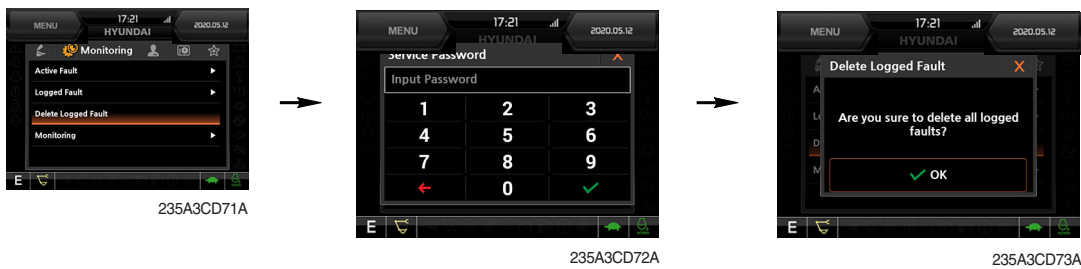 MENU
17:21
2020.05.12
HYUNDAI
Monitoring
Active Fault
Logged Fault
Delete Logged Fault
Monitoring
E
235A3CD71A
MENU
17:21
2020.05.12
HYUNDAI
Service Password
X
Input Password
1 2 3
4 5 6
7 8 9
0
E
235A3CD72A
MENU
17:21
2020.05.12
HYUNDAI
Delete Logged Fault
X
Are you sure to delete all logged
faults?
OK
E
235A3CD73A